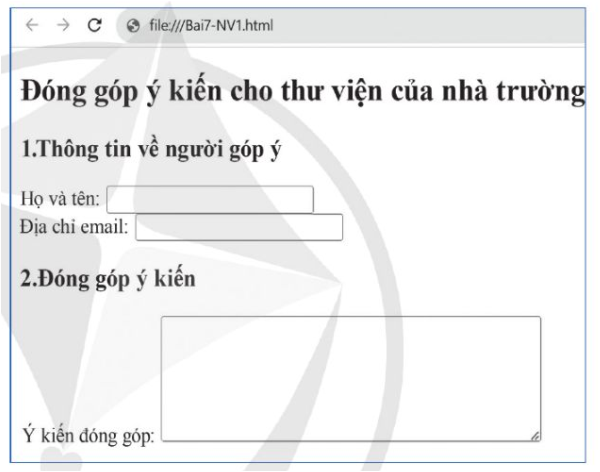 file:///Bai7-NV1.html
Đóng góp ý kiến cho thư viện của nhà trường
1.Thông tin về người góp ý
Họ và tên:
Địa chỉ email:
2.Đóng góp ý kiến
Ý kiến đóng góp: